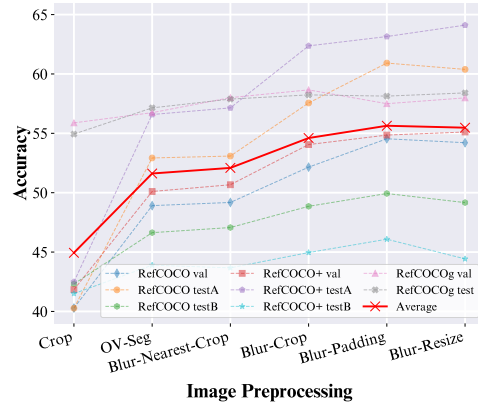 65
60
55
50
45
40
Accuracy
RefCOCO val
RefCOCO testA
RefCOCO testB
RefCOCO+ val
RefCOCO+ testA
RefCOCO+ testB
RefCOCOg val
RefCOCOg test
Average
Crop
OV-Seg
Blur-Nearest-Crop
Blur-Crop
Blur-Padding
Blur-Resize
Image Preprocessing